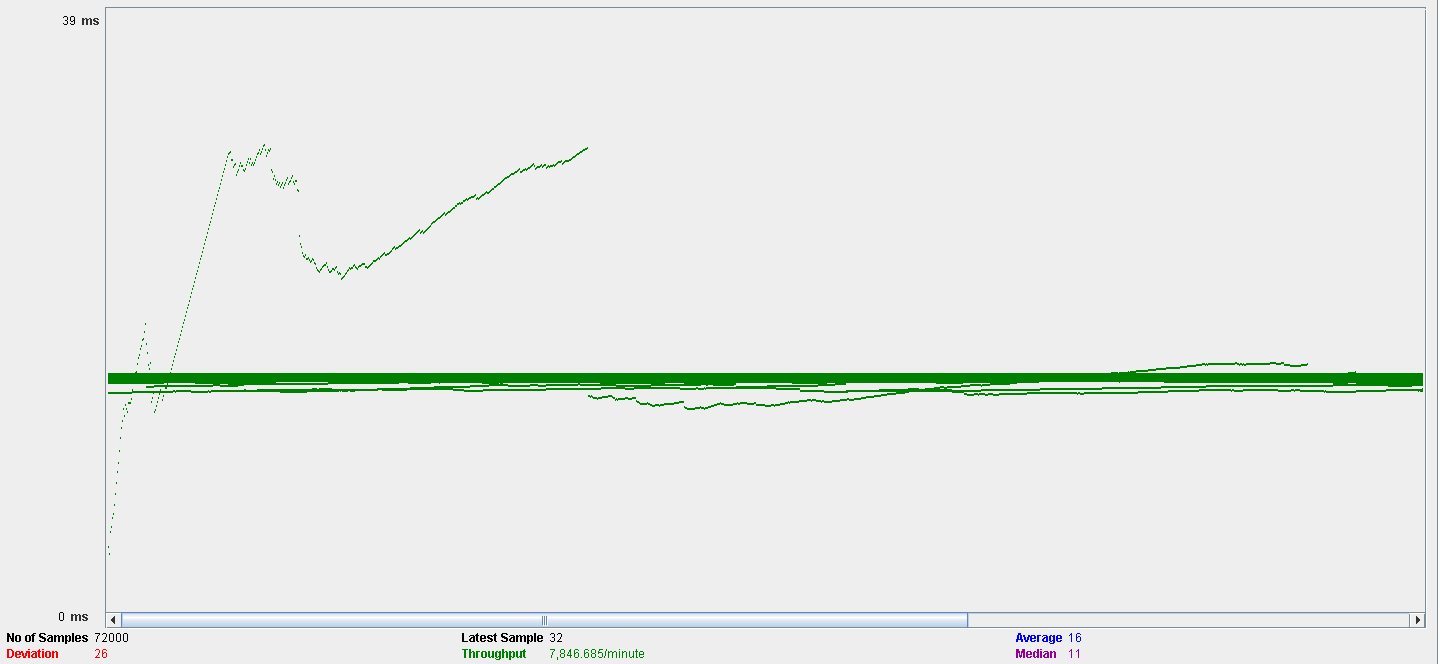 39 ms
0 ms
No of Samples 72000 Latest Sample 32 Average 16
Deviation 26 Throughput 7,846.685/minute Median 11